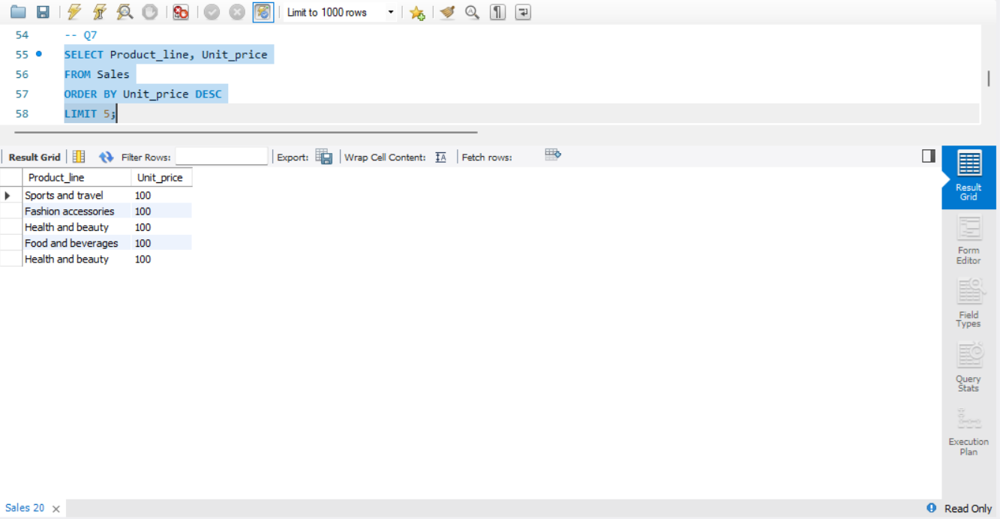 Limit to 1000 rows
54 -- Q7
55 SELECT Product_line, Unit_price
56 FROM Sales
57 ORDER BY Unit_price DESC
58 LIMIT 5;
Result Grid Filter Rows: Export: Wrap Cell Content: IA Fetch rows:
Product_line Unit_price
Sports and travel 100
Fashion accessories 100
Health and beauty 100
Food and beverages 100
Health and beauty 100
Result
Grid
Form
Editor
Field
Types
Query
Stats
Execution
Plan
Sales 20 x
Read Only